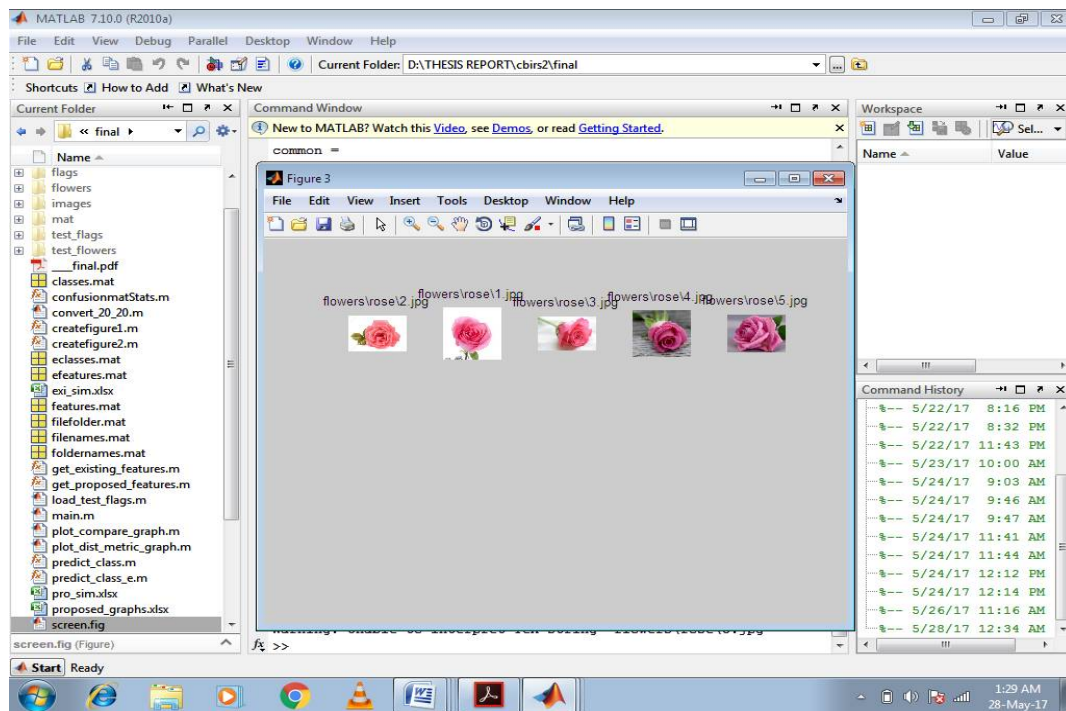 MATLAB 7.10.0 (R2010a)
File Edit View Debug Parallel Desktop Window Help
Current Folder: D:\THESIS REPORT\cbirs2\final
Shortcuts How to Add What's New
Current Folder
« final
Name
flags
flowers
images
mat
test_flags
test_flowers
___final.pdf
classes.mat
confusionmatStats.m
convert_20_20.m
createfigure1.m
createfigure2.m
eclasses.mat
efeatures.mat
exi_sim.xlsx
features.mat
filefolder.mat
filenames.mat
foldernames.mat
get_existing_features.m
get_proposed_features.m
load_test_flags.m
main.m
plot_compare_graph.m
plot_dist_metric_graph.m
predict_class.m
predict_class_e.m
pro_sim.xlsx
proposed_graphs.xlsx
screen.fig
screen.fig (Figure)
Command Window
New to MATLAB? Watch this Video, see Demos, or read Getting Started.
common =
Figure 3
File Edit View Insert Tools Desktop Window Help
flowers\rose\2.jpg
flowers\rose\1.jpg
flowers\rose\3.jpg
flowers\rose\4.jpg
flowers\rose\5.jpg
fx >>
Workspace
Sel...
Name Value
Command History
%-- 5/22/17 8:16 PM
%-- 5/22/17 8:32 PM
%-- 5/22/17 11:43 PM
%-- 5/23/17 10:00 AM
%-- 5/24/17 9:03 AM
%-- 5/24/17 9:46 AM
%-- 5/24/17 9:47 AM
%-- 5/24/17 11:41 AM
%-- 5/24/17 11:44 AM
%-- 5/24/17 12:12 PM
%-- 5/24/17 12:14 PM
%-- 5/26/17 11:16 AM
%-- 5/28/17 12:34 AM
Start Ready
1:29 AM
28-May-17